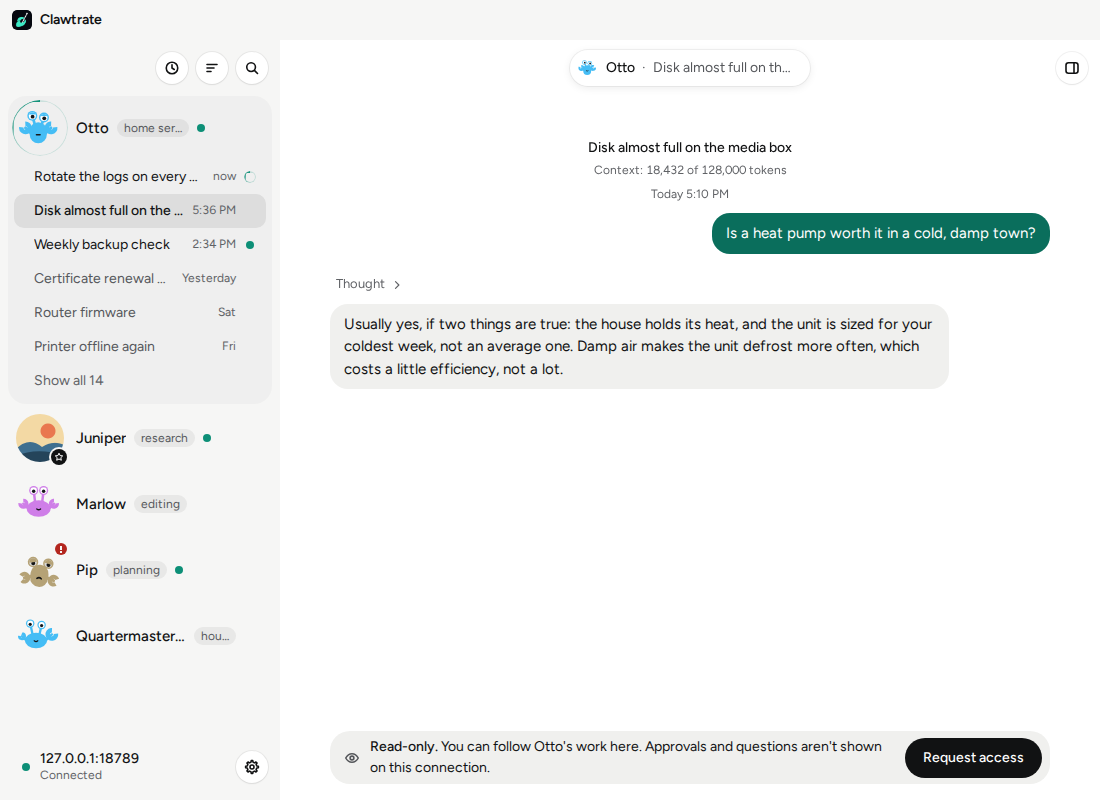 Clawtrate
Otto home ser...
Rotate the logs on every ... now
Disk almost full on the ... 5:36 PM
Weekly backup check 2:34 PM
Certificate renewal ... Yesterday
Router firmware Sat
Printer offline again Fri
Show all 14
Juniper research
Marlow editing
Pip planning
Quartermaster... hou...
127.0.0.1:18789
Connected
Otto · Disk almost full on th...
Disk almost full on the media box
Context: 18,432 of 128,000 tokens
Today 5:10 PM
Is a heat pump worth it in a cold, damp town?
Thought
Usually yes, if two things are true: the house holds its heat, and the unit is sized for your
coldest week, not an average one. Damp air makes the unit defrost more often, which
costs a little efficiency, not a lot.
Read-only. You can follow Otto's work here. Approvals and questions aren't shown
on this connection.
Request access